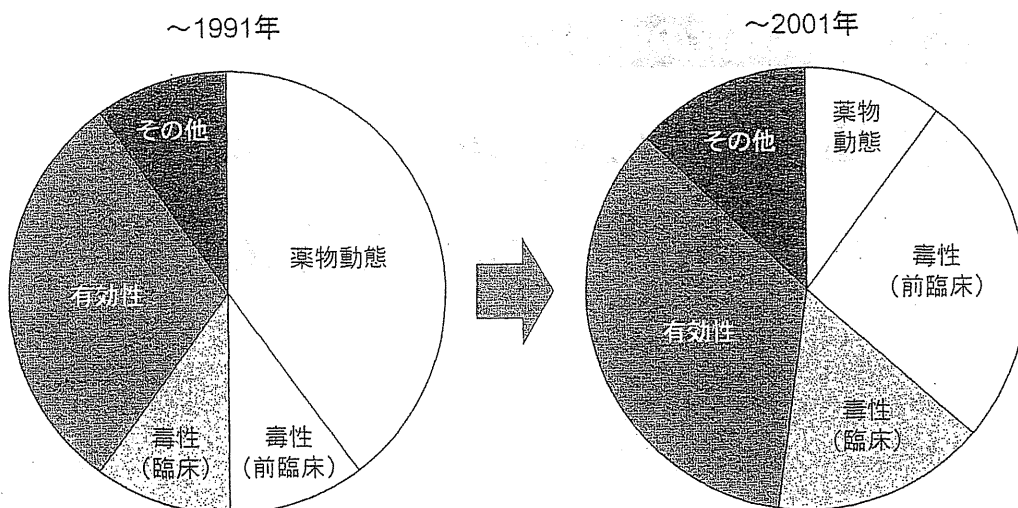 ～1991年
その他
薬物動態
有効性
毒性
（臨床）
毒性
（前臨床）
～2001年
その他
薬物
動態
毒性
（前臨床）
有効性
毒性
（臨床）